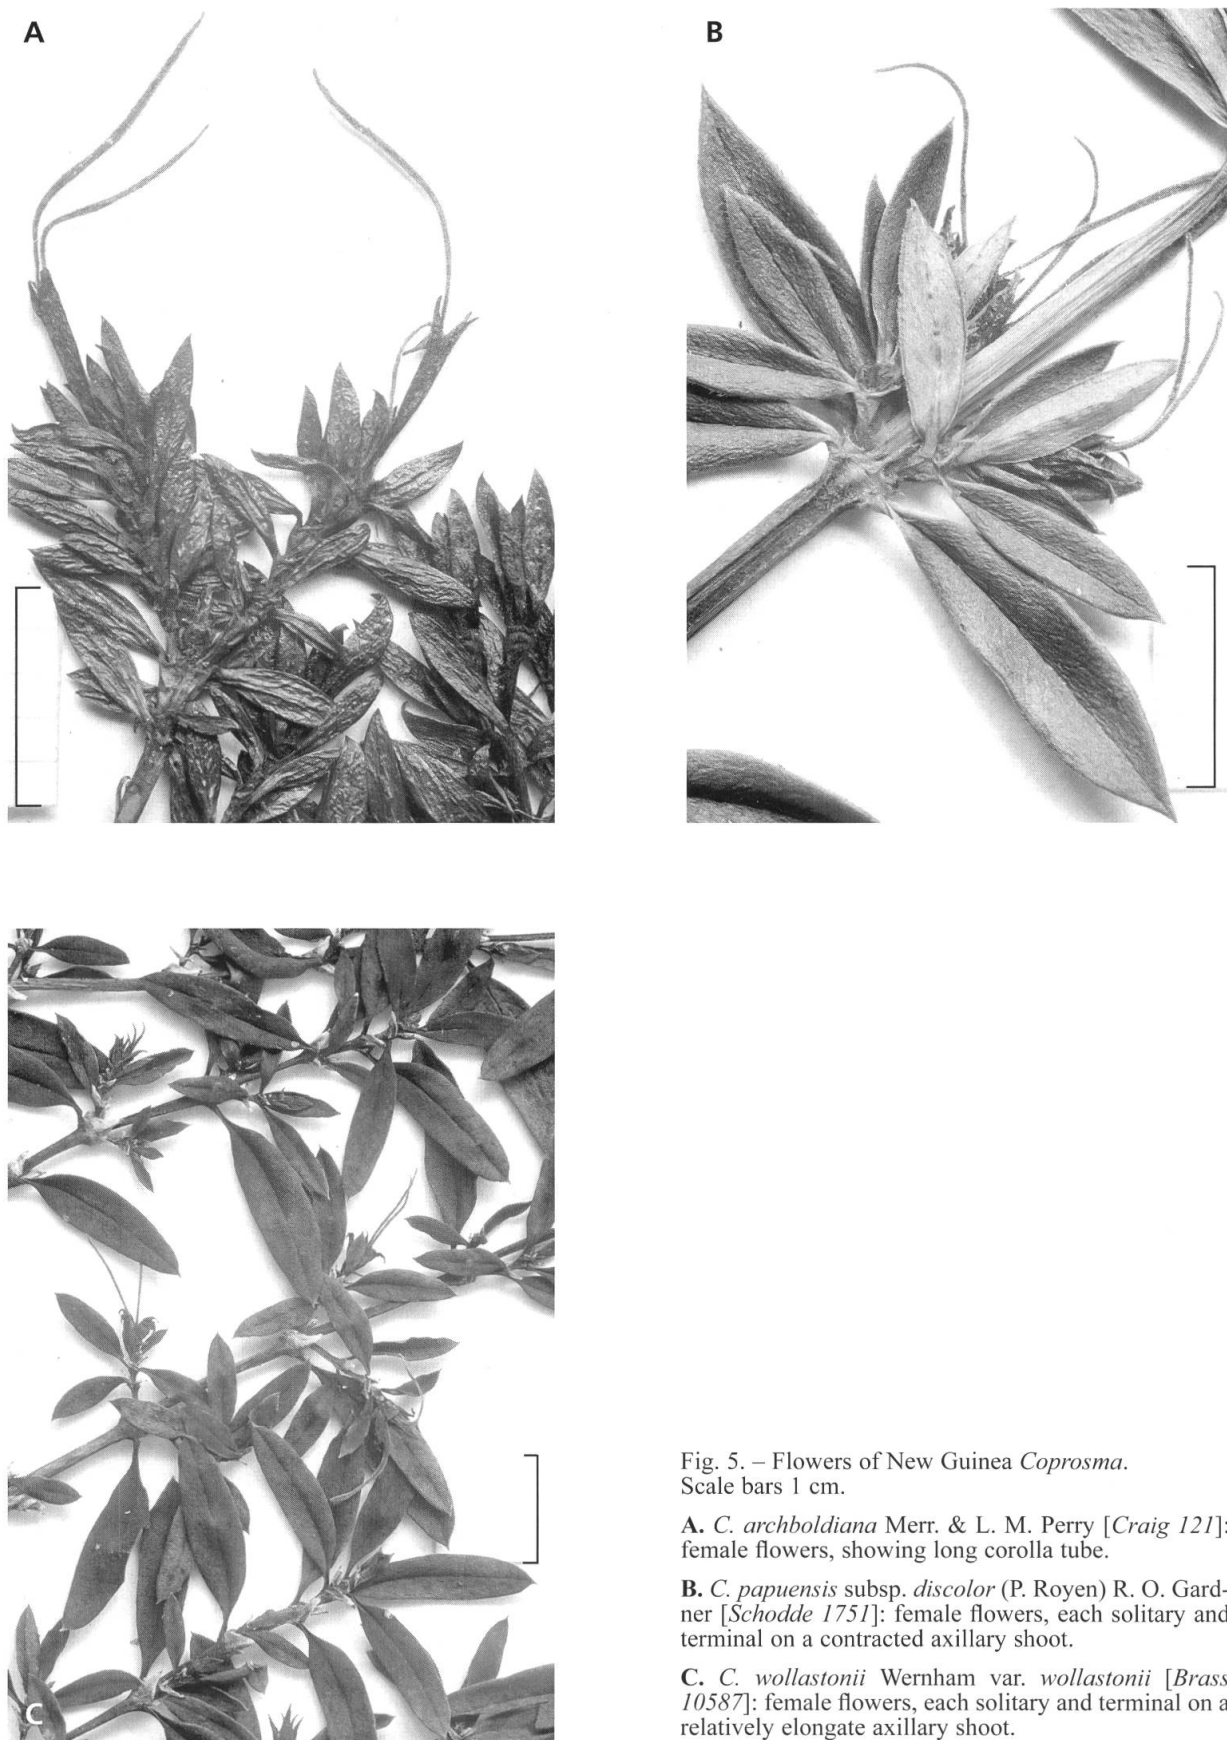 A
B
C
Fig. 5. – Flowers of New Guinea Coprosma.
Scale bars 1 cm.
A. C. archboldiana Merr. & L. M. Perry [Craig 121]:
female flowers, showing long corolla tube.
B. C. papuensis subsp. discolor (P. Royen) R. O. Gard-
ner [Schodde 1751]: female flowers, each solitary and
terminal on a contracted axillary shoot.
C. C. wollastonii Wernham var. wollastonii [Brass
10587]: female flowers, each solitary and terminal on a
relatively elongate axillary shoot.